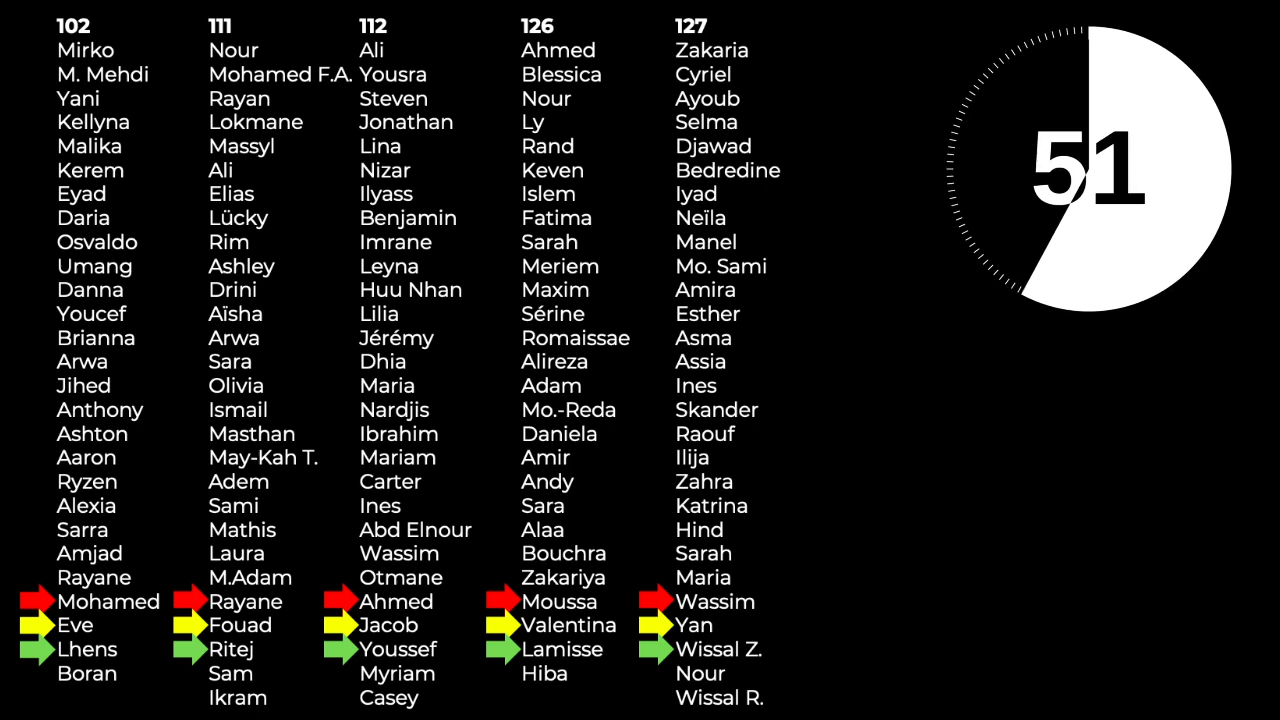 102
Mirko
M. Mehdi
Yani
Kellyna
Malika
Kerem
Eyad
Daria
Osvaldo
Umang
Danna
Youcef
Brianna
Arwa
Jihed
Anthony
Ashton
Aaron
Ryzen
Alexia
Sarra
Amjad
Rayane
Mohamed
Eve
Lhens
Boran
111
Nour
Mohamed F.A.
Rayan
Lokmane
Massyl
Ali
Elias
Lücky
Rim
Ashley
Drini
Aïsha
Arwa
Sara
Olivia
Ismail
Masthan
May-Kah T.
Adem
Sami
Mathis
Laura
M.Adam
Rayane
Fouad
Ritej
Sam
Ikram
112
Ali
Yousra
Steven
Jonathan
Lina
Nizar
Ilyass
Benjamin
Imrane
Leyna
Huu Nhan
Lilia
Jérémy
Dhia
Maria
Nardjis
Ibrahim
Mariam
Carter
Ines
Abd Elnour
Wassim
Otmane
Ahmed
Jacob
Youssef
Myriam
Casey
126
Ahmed
Blessica
Nour
Ly
Rand
Keven
Islem
Fatima
Sarah
Meriem
Maxim
Sérine
Romaissae
Alireza
Adam
Mo.-Reda
Daniela
Amir
Andy
Sara
Alaa
Bouchra
Zakariya
Moussa
Valentina
Lamisse
Hiba
127
Zakaria
Cyriel
Ayoub
Selma
Djawad
Bedredine
Iyad
Neïla
Manel
Mo. Sami
Amira
Esther
Asma
Assia
Ines
Skander
Raouf
Ilija
Zahra
Katrina
Hind
Sarah
Maria
Wassim
Yan
Wissal Z.
Nour
Wissal R.
51